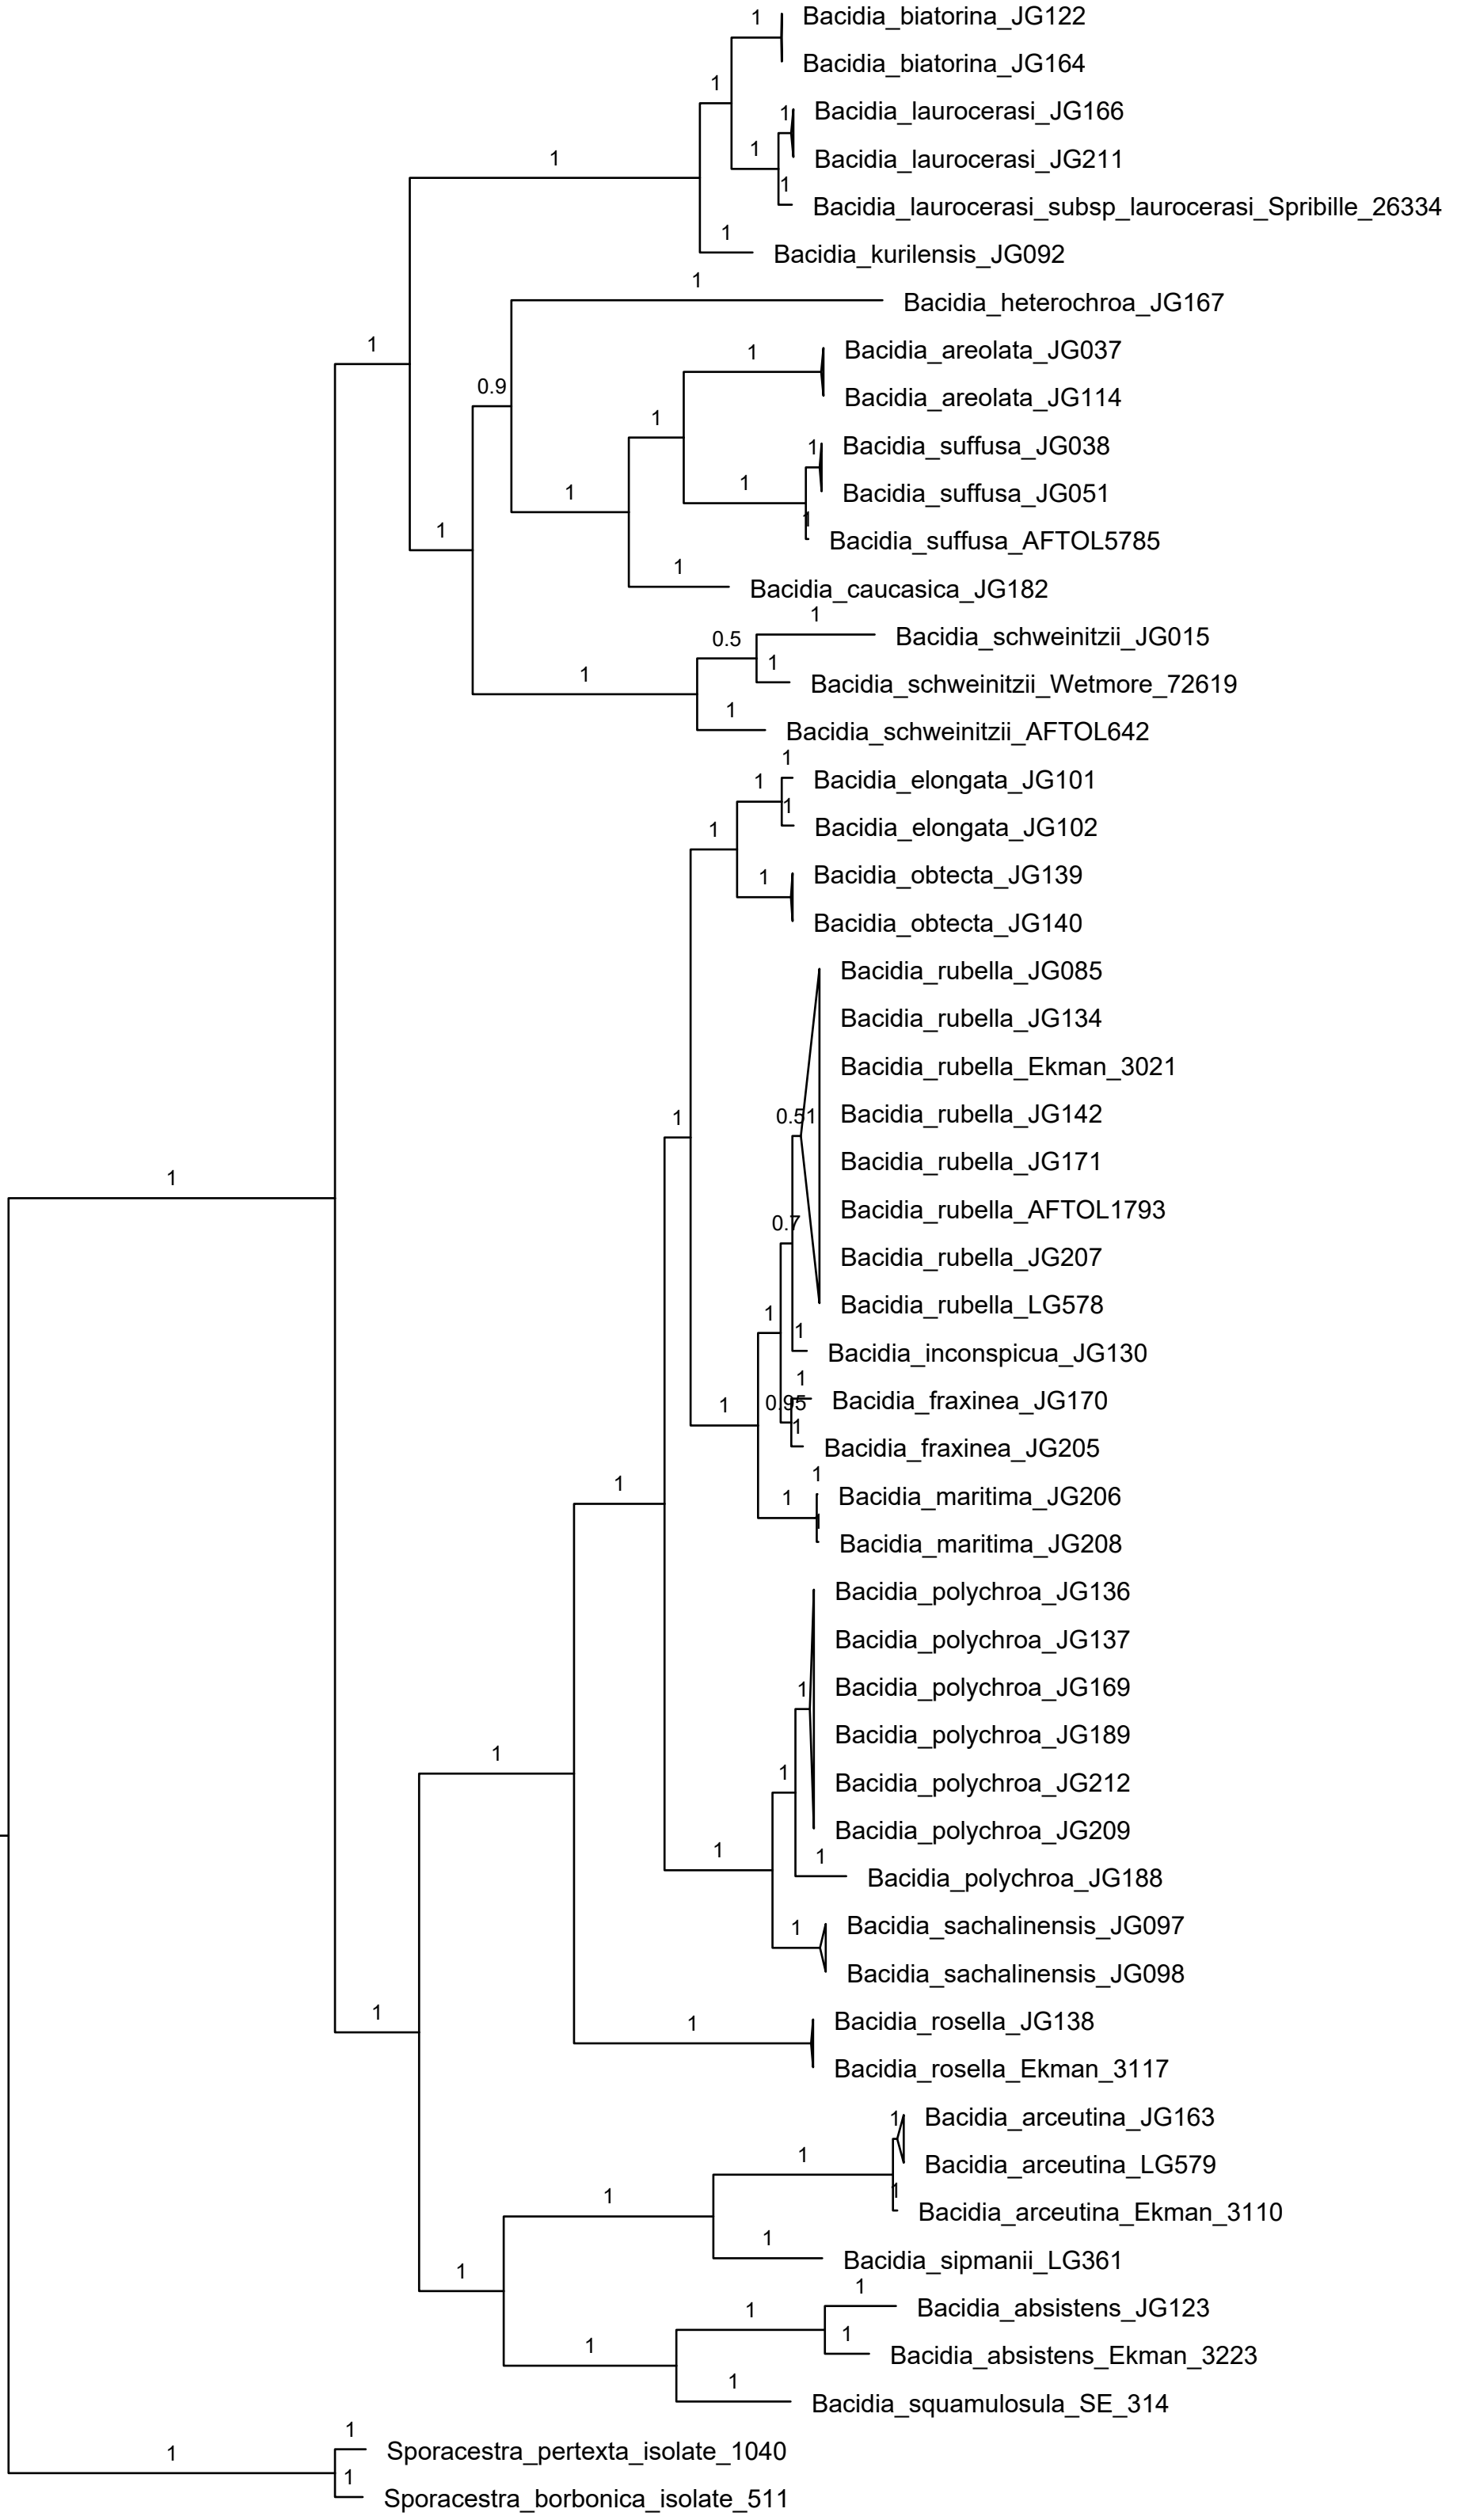 1
Bacidia_biatorina_JG122
Bacidia_biatorina_JG164
1
1
Bacidia_laurocerasi_JG166
1
Bacidia_laurocerasi_JG211
1
1
Bacidia_laurocerasi_subsp_laurocerasi_Spribille_26334
1
Bacidia_kurilensis_JG092
1
Bacidia_heterochroa_JG167
1
1
Bacidia_areolata_JG037
0.9
Bacidia_areolata_JG114
1
1
Bacidia_suffusa_JG038
1
1
Bacidia_suffusa_JG051
1
1
Bacidia_suffusa_AFTOL5785
1
Bacidia_caucasica_JG182
1
0.5
Bacidia_schweinitzii_JG015
1
1
Bacidia_schweinitzii_Wetmore_72619
1
Bacidia_schweinitzii_AFTOL642
1
1
Bacidia_elongata_JG101
1
1
Bacidia_elongata_JG102
1
Bacidia_obtecta_JG139
Bacidia_obtecta_JG140
Bacidia_rubella_JG085
Bacidia_rubella_JG134
Bacidia_rubella_Ekman_3021
1
0.51
Bacidia_rubella_JG142
Bacidia_rubella_JG171
1
Bacidia_rubella_AFTOL1793
0.7
Bacidia_rubella_JG207
Bacidia_rubella_LG578
1
1
Bacidia_inconspicua_JG130
1
1
0.95
Bacidia_fraxinea_JG170
1
Bacidia_fraxinea_JG205
1
1
1
Bacidia_maritima_JG206
Bacidia_maritima_JG208
Bacidia_polychroa_JG136
Bacidia_polychroa_JG137
1
Bacidia_polychroa_JG169
Bacidia_polychroa_JG189
1
1
Bacidia_polychroa_JG212
Bacidia_polychroa_JG209
1
1
Bacidia_polychroa_JG188
1
Bacidia_sachalinensis_JG097
Bacidia_sachalinensis_JG098
1
1
Bacidia_rosella_JG138
Bacidia_rosella_Ekman_3117
1
Bacidia_arceutina_JG163
1
Bacidia_arceutina_LG579
1
1
Bacidia_arceutina_Ekman_3110
1
Bacidia_sipmanii_LG361
1
1
1
Bacidia_absistens_JG123
1
1
Bacidia_absistens_Ekman_3223
1
Bacidia_squamulosula_SE_314
1
1
Sporacestra_pertexta_isolate_1040
1
Sporacestra_borbonica_isolate_511